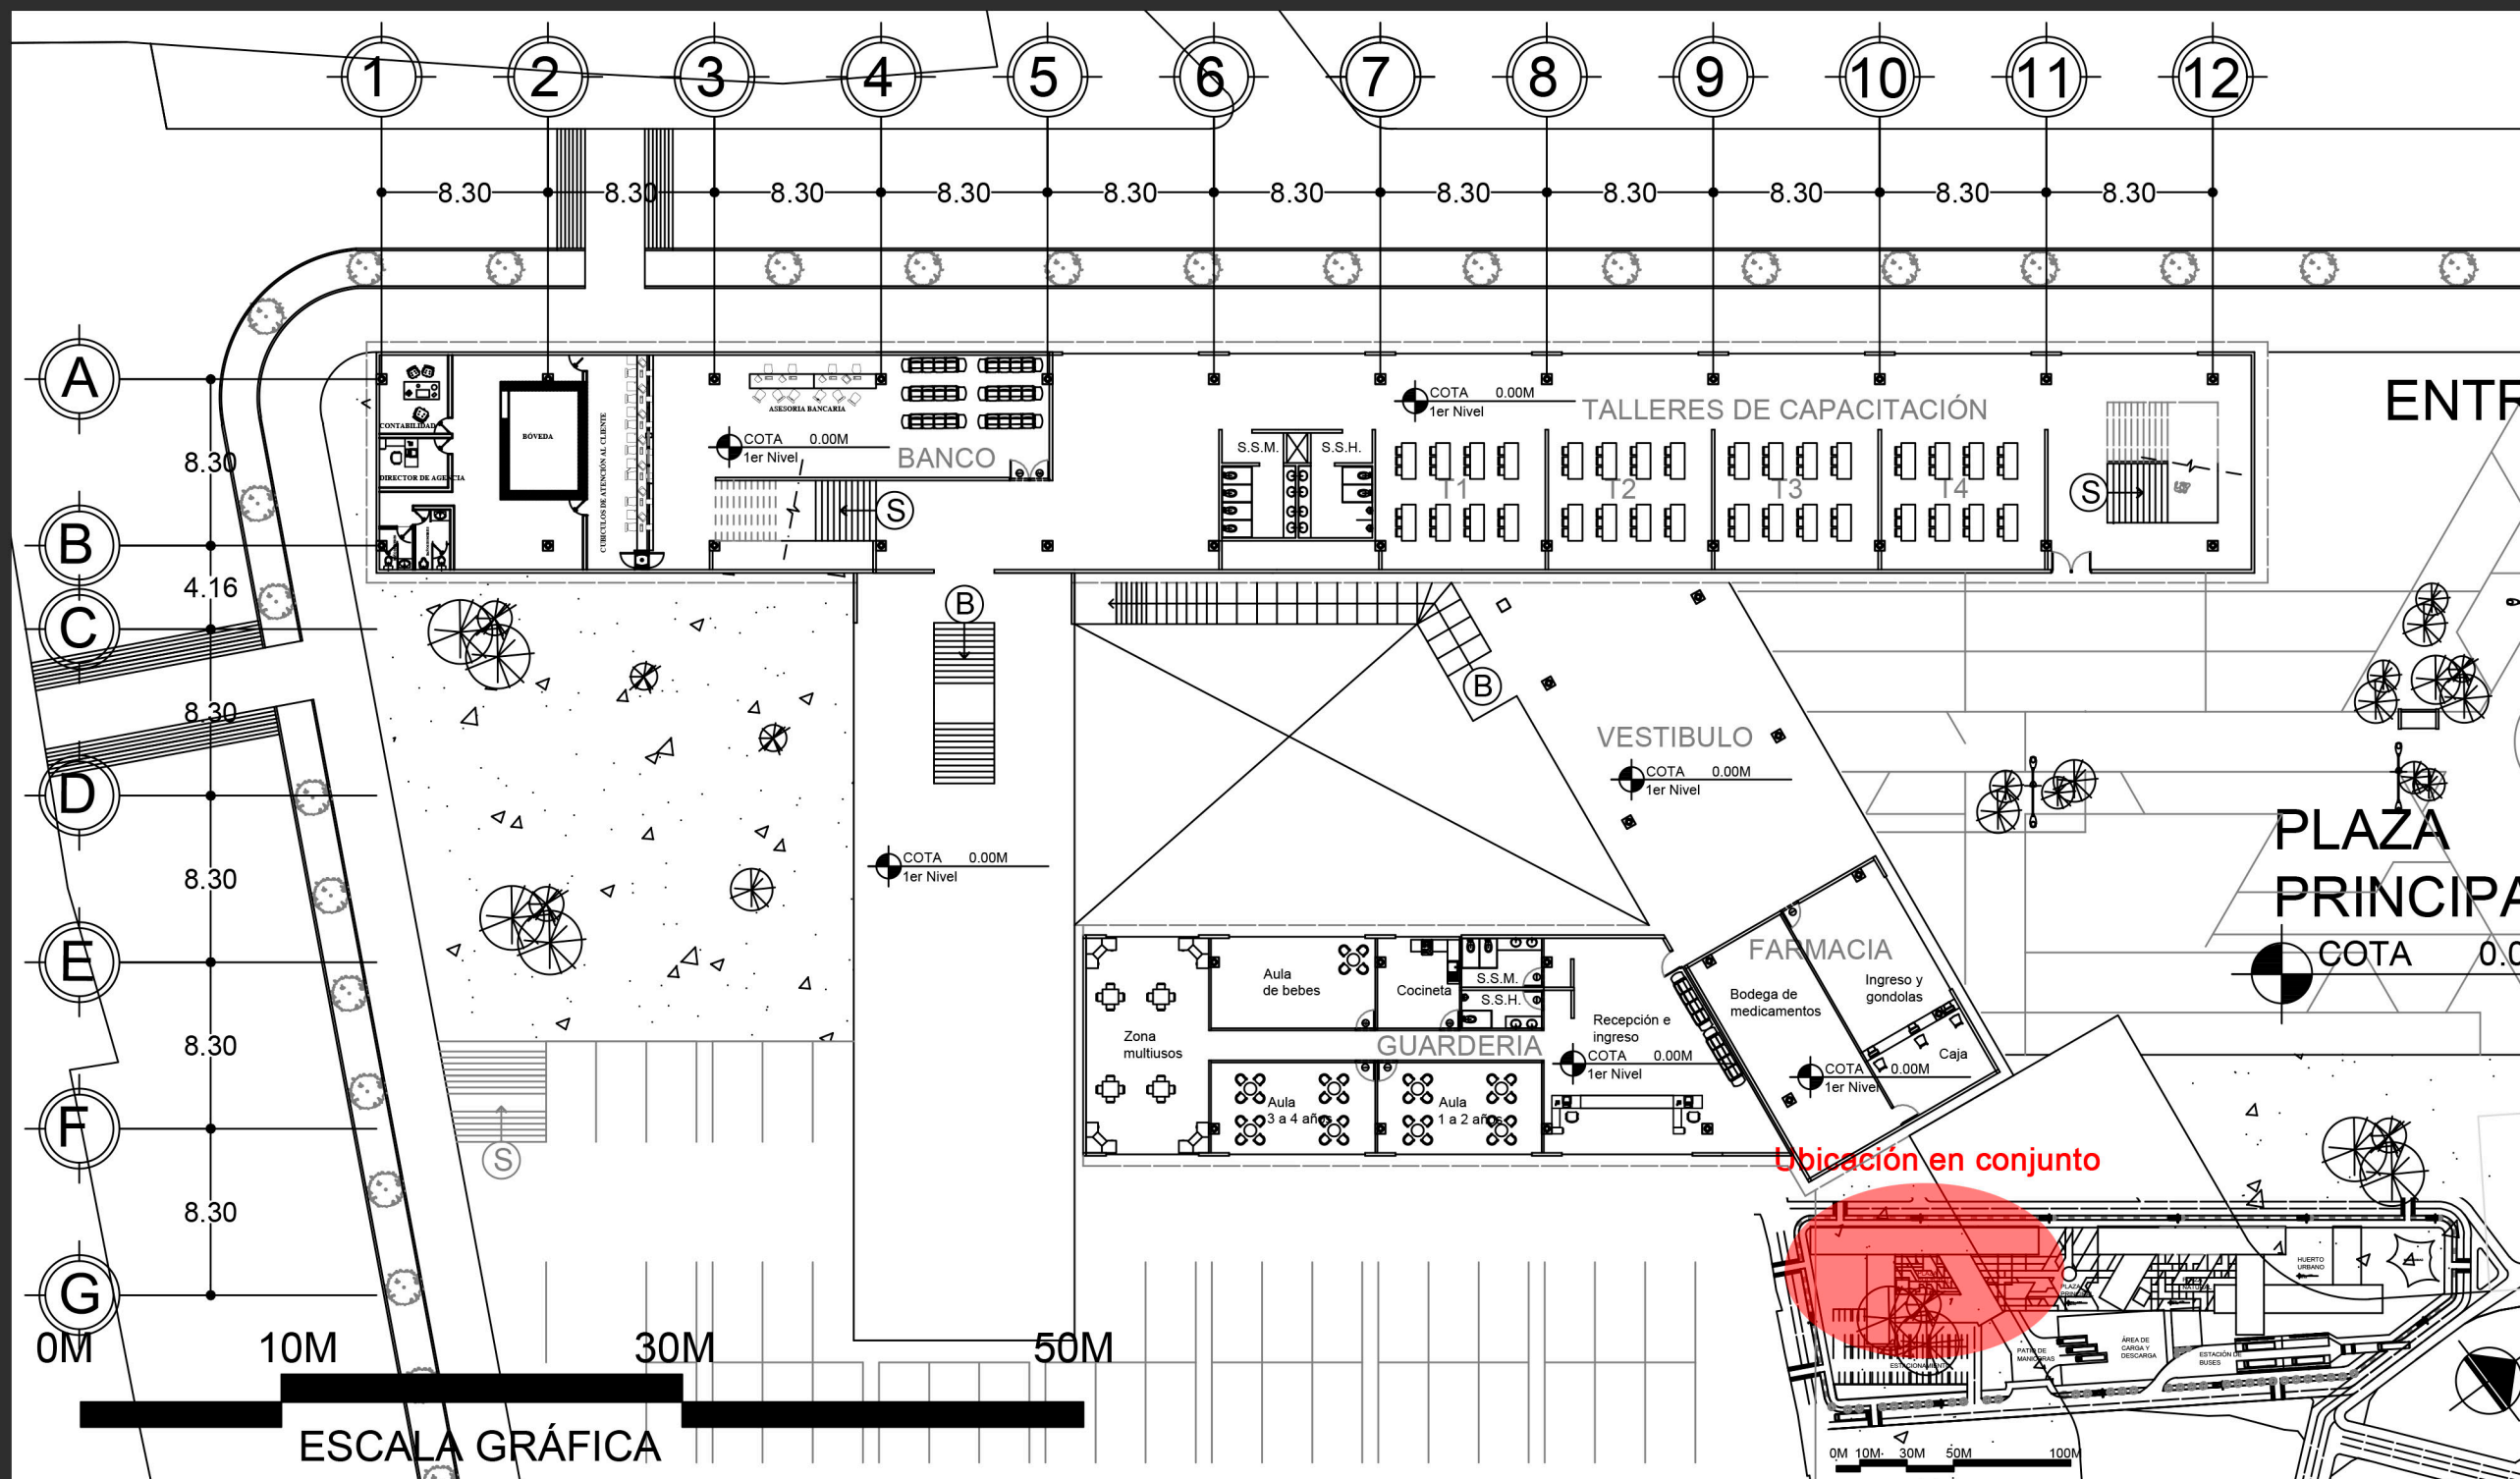 1 2 3 4 5 6 7 8 9 10 11 12
8.30 8.30 8.30 8.30 8.30 8.30 8.30 8.30 8.30 8.30 8.30
A
B
C
D
E
F
G
8.30
4.16
8.30
8.30
8.30
8.30
CONTABILIDAD
DIRECTOR DE AGENCIA
BÓVEDA
CUBICULOS DE ATENCIÓN AL CLIENTE
ASESORIA BANCARIA
COTA 0.00M
1er Nivel
BANCO
S
B
S.S.M.
S.S.H.
COTA 0.00M
1er Nivel
TALLERES DE CAPACITACIÓN
T1
T2
T3
T4
S
ENTR
B
VESTIBULO
COTA 0.00M
1er Nivel
COTA 0.00M
1er Nivel
PLAZA
PRINCIPA
COTA 0.0
FARMACIA
Ingreso y
gondolas
Bodega de
medicamentos
Caja
COTA 0.00M
1er Nivel
Zona
multiusos
Aula
de bebes
Cocineta
S.S.M.
S.S.H.
Recepción e
ingreso
COTA 0.00M
1er Nivel
GUARDERIA
Aula
3 a 4 años
Aula
1 a 2 años
S
Ubicación en conjunto
HUERTO
URBANO
PLAZA
PATIO DE
MANIOBRAS
ÁREA DE
CARGA Y
DESCARGA
ESTACIÓN DE
BUSES
ESTACIONAMIENTO
0M 10M 30M 50M 100M
0M 10M 30M 50M
ESCALA GRÁFICA